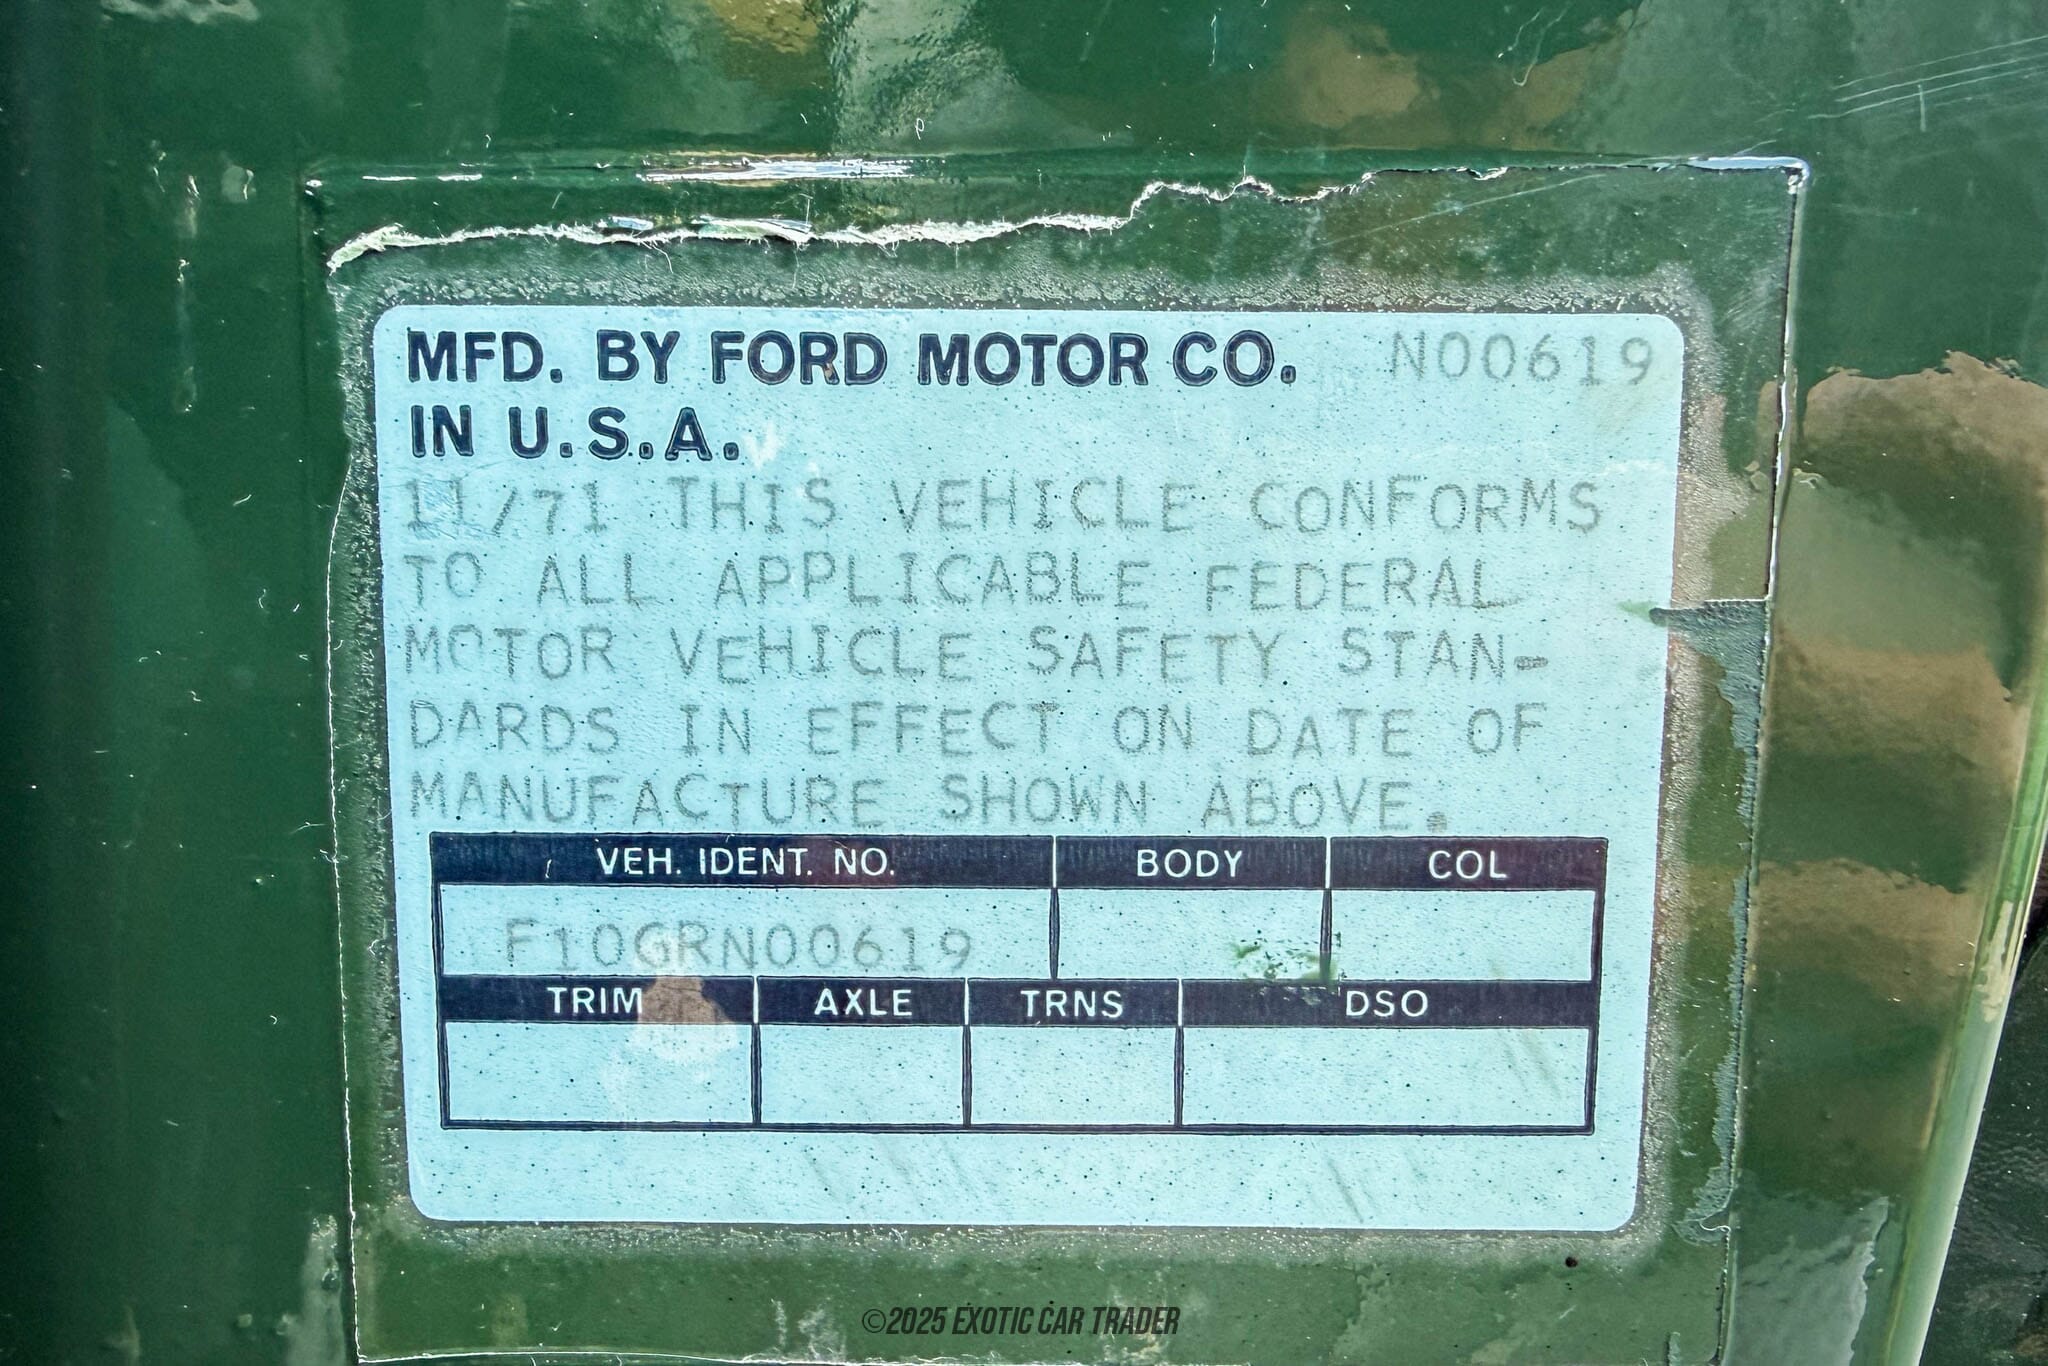 MFD. BY FORD MOTOR CO. N00619
IN U.S.A.
11/71 THIS VEHICLE CONFORMS
TO ALL APPLICABLE FEDERAL
MOTOR VEHICLE SAFETY STAN-
DARDS IN EFFECT ON DATE OF
MANUFACTURE SHOWN ABOVE.
VEH. IDENT. NO. BODY COL
F10GRN00619
TRIM AXLE TRNS DSO
©2025 EXOTIC CAR TRADER